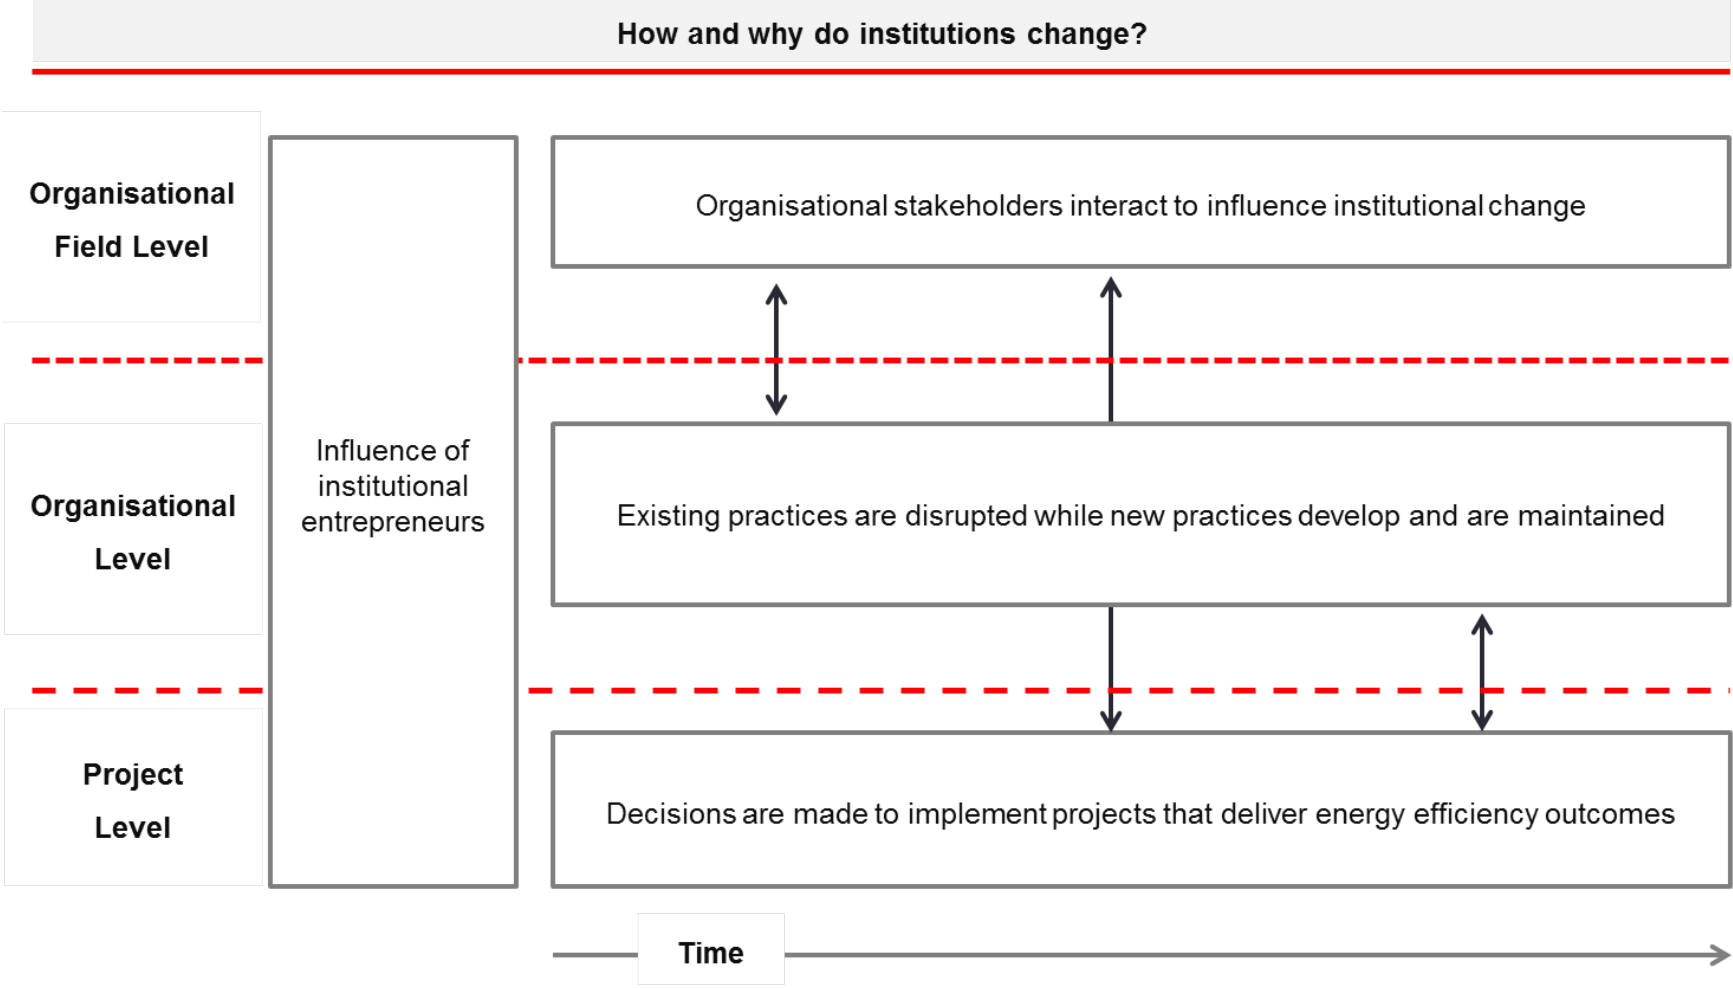 How and why do institutions change?
Organisational
Field Level
Organisational stakeholders interact to influence institutional change
Influence of
institutional
entrepreneurs
Organisational
Level
Existing practices are disrupted while new practices develop and are maintained
Project
Level
Decisions are made to implement projects that deliver energy efficiency outcomes
Time